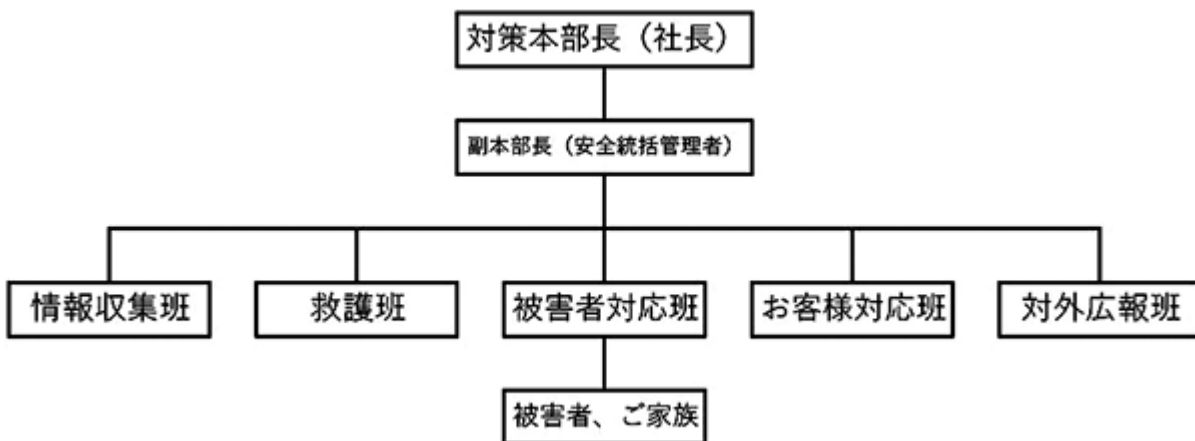 対策本部長（社長）
副本部長（安全統括管理者）
情報収集班
救護班
被害者対応班
お客様対応班
対外広報班
被害者、ご家族